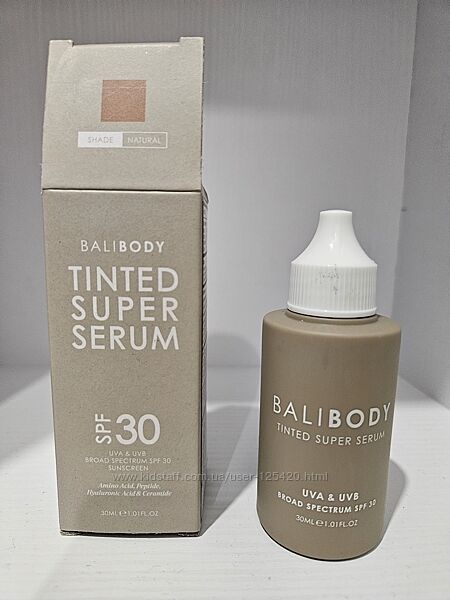 SHADE NATURAL
BALIBODY
TINTED
SUPER
SERUM
SPF 30
UVA & UVB
BROAD SPECTRUM SPF 30
SUNSCREEN
Amino Acid, Peptide,
Hyaluronic Acid & Ceramide
30ML ℮ 1.01FL.OZ
BALIBODY
TINTED SUPER SERUM
UVA & UVB
BROAD SPECTRUM SPF 30
30ML ℮ 1.01FL.OZ
www.kidstaff.com.ua/user-125420.html